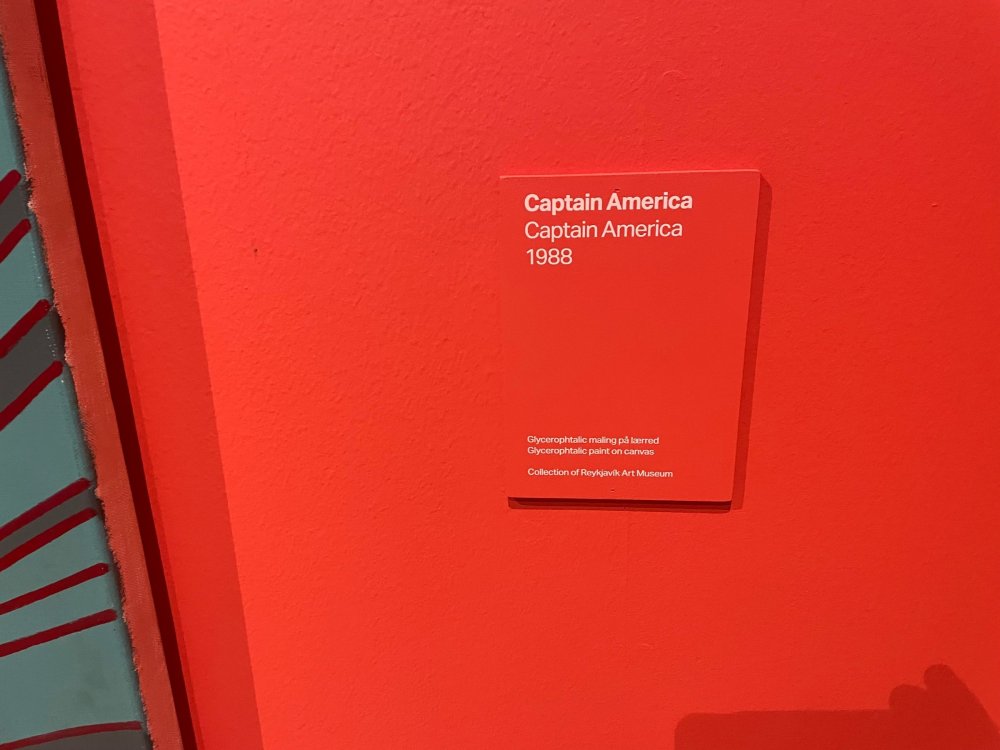 Captain America
Captain America
1988
Glycerophtalic maling på lærred
Glycerophtalic paint on canvas
Collection of Reykjavík Art Museum